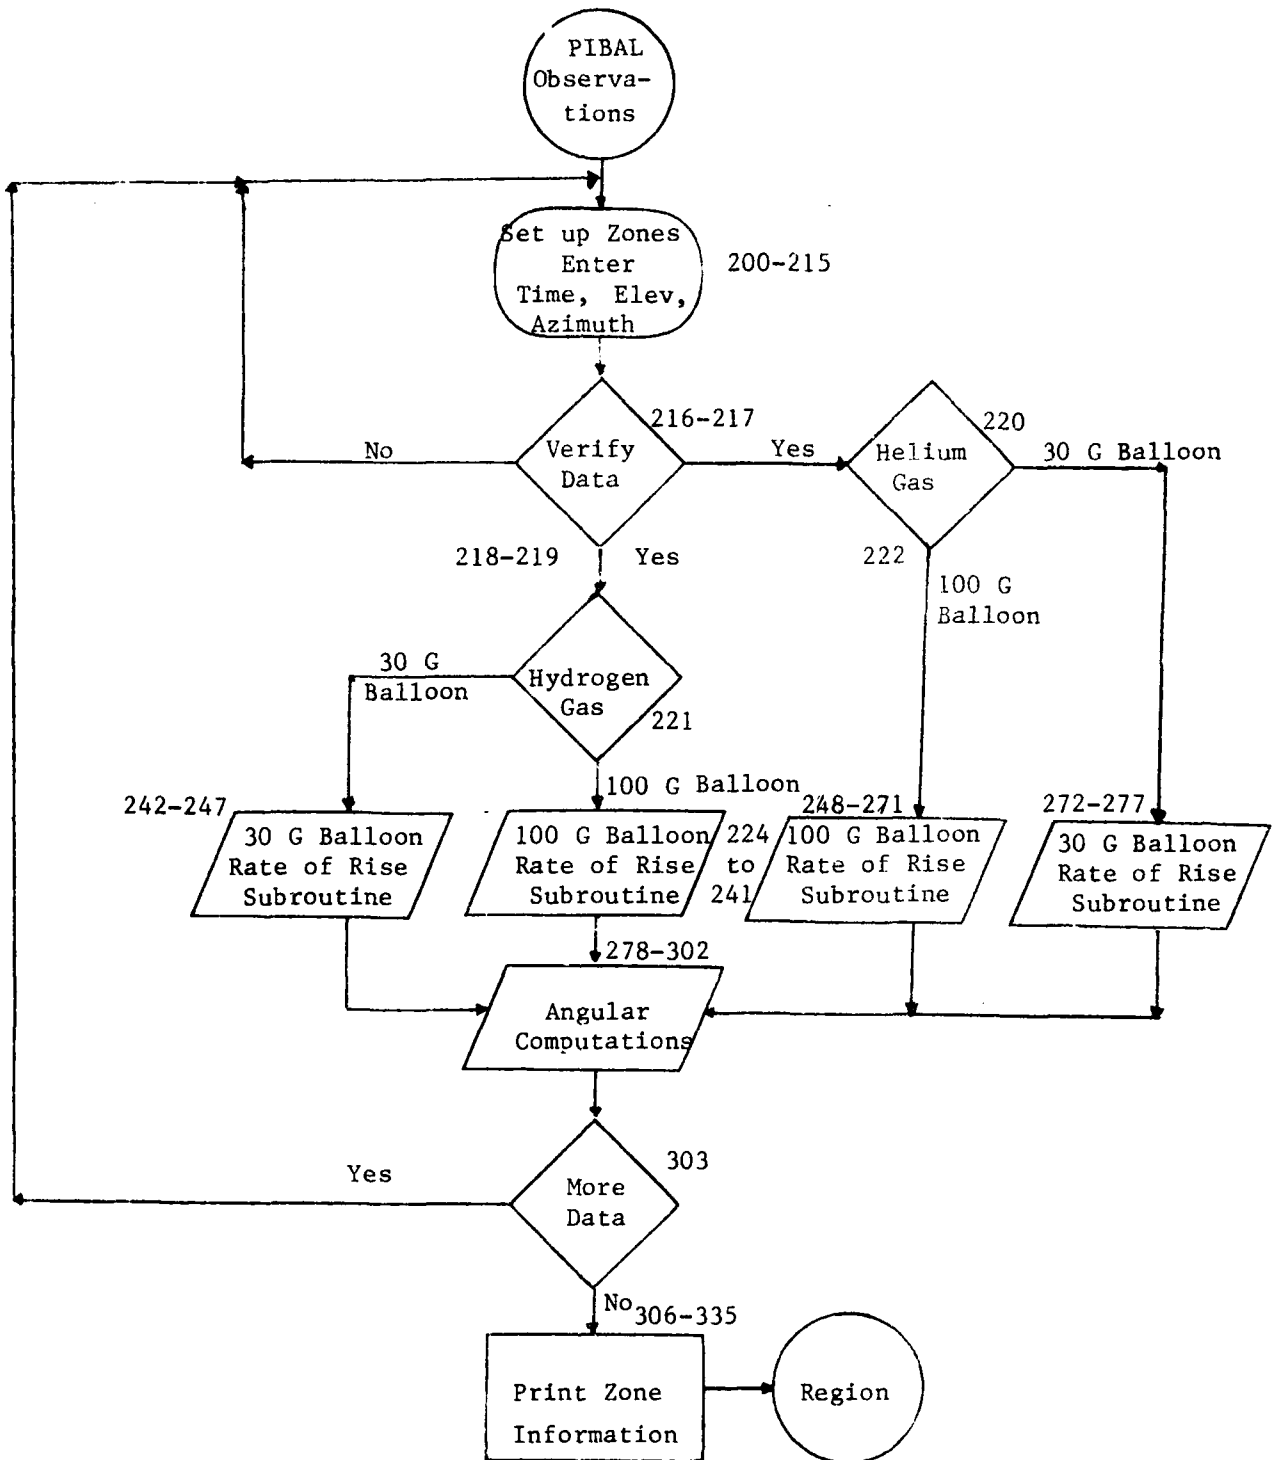 PIBAL
Observa-
tions
Set up Zones
Enter
Time, Elev,
Azimuth
200-215
216-217
Verify
Data
No
Yes
220
Helium
Gas
30 G Balloon
218-219
Yes
222
100 G
Balloon
30 G
Balloon
Hydrogen
Gas
221
100 G Balloon
242-247
30 G Balloon
Rate of Rise
Subroutine
100 G Balloon
Rate of Rise
Subroutine
224
to
241
248-271
100 G Balloon
Rate of Rise
Subroutine
272-277
30 G Balloon
Rate of Rise
Subroutine
278-302
Angular
Computations
Yes
303
More
Data
No
306-335
Print Zone
Information
Region